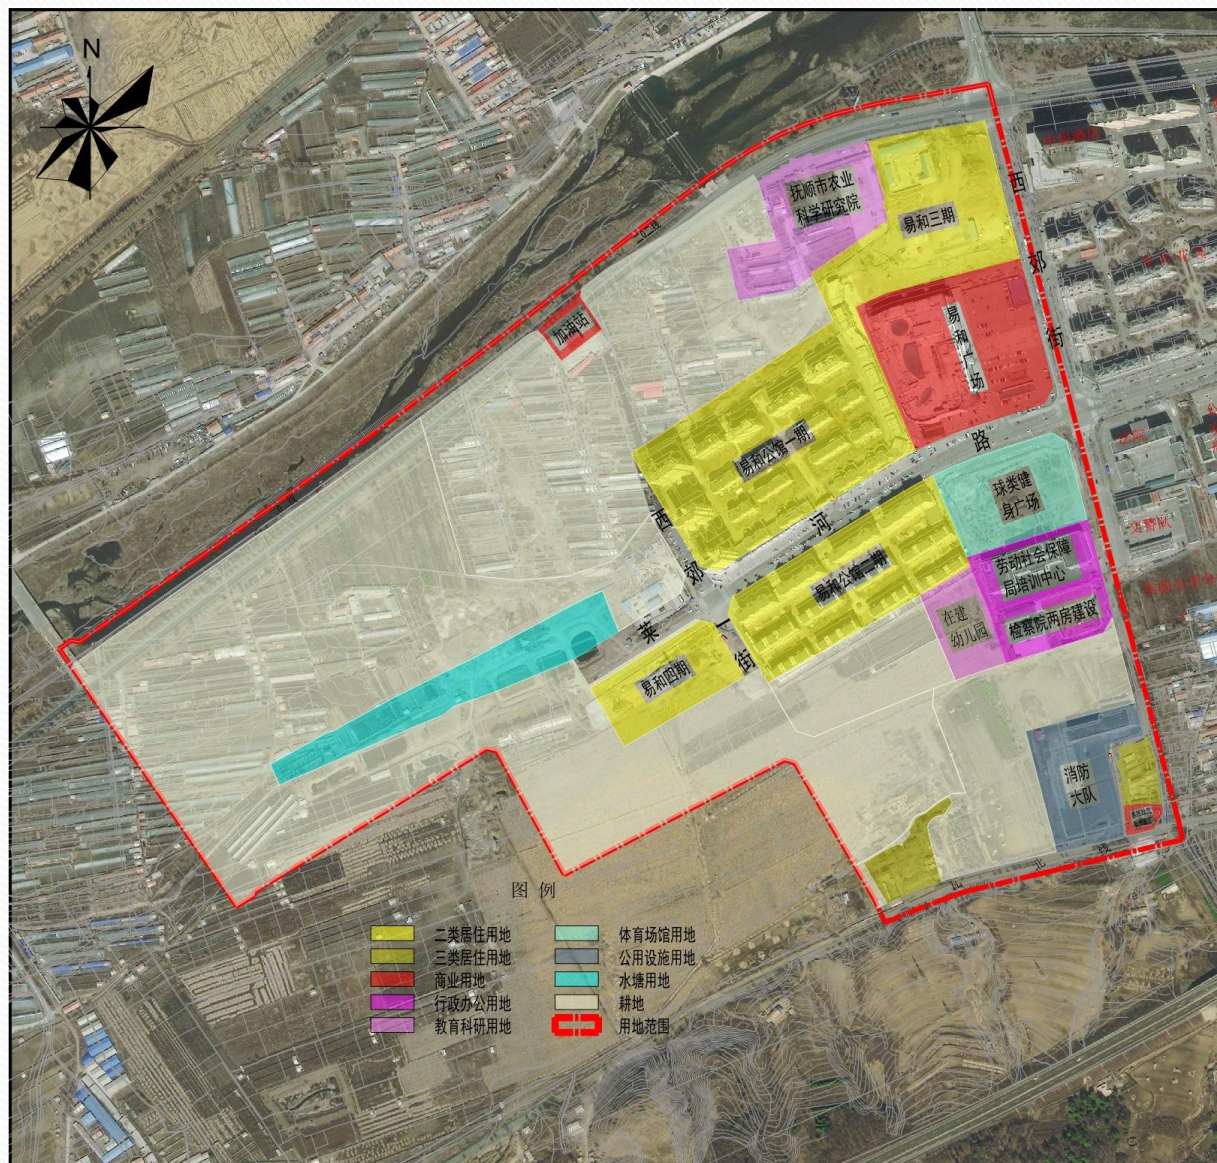 N
抚顺市农业
科学研究院
易和三期
西
郊
街
加油站
易
和
广
场
易和公馆一期
路
河
莱
西
郊
一
街
球类健
身广场
易和公馆二期
劳动社会保障
局培训中心
在建
幼儿园
检察院两房建设
易和四期
消防
大队
交警队
图 例
二类居住用地
三类居住用地
商业用地
行政办公用地
教育科研用地
体育场馆用地
公用设施用地
水塘用地
耕地
用地范围